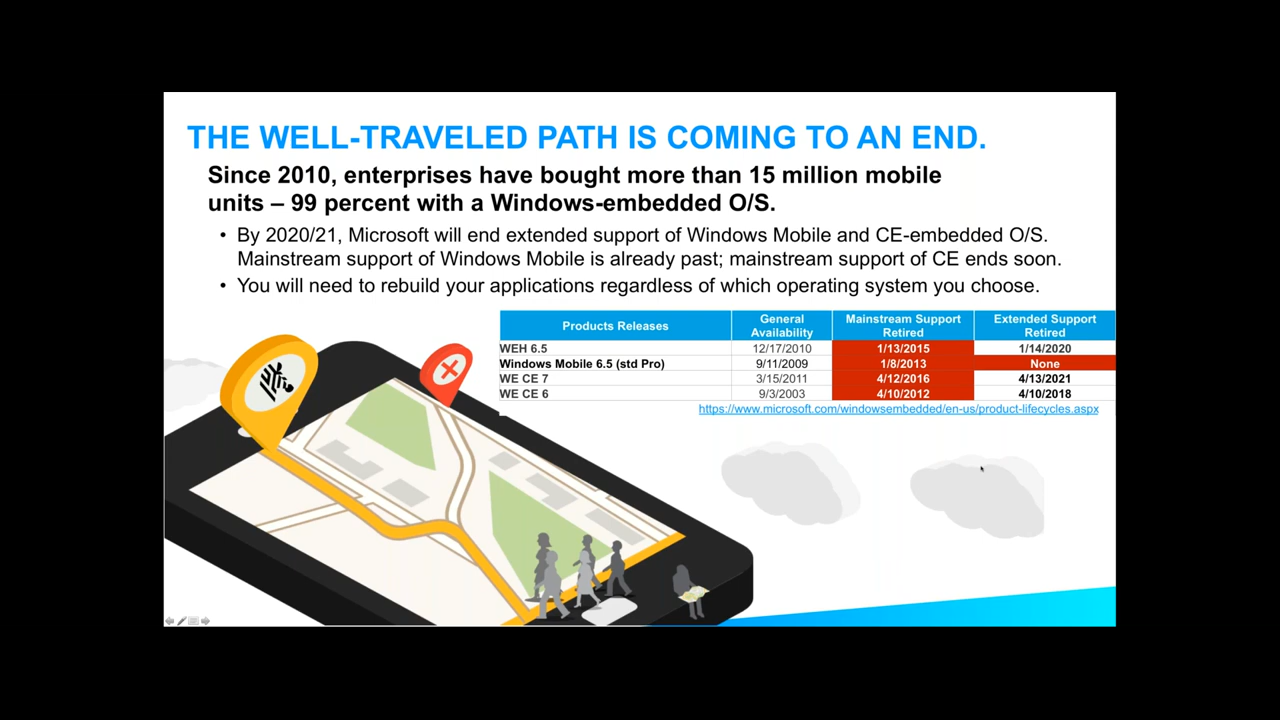 THE WELL-TRAVELED PATH IS COMING TO AN END.
Since 2010, enterprises have bought more than 15 million mobile
units – 99 percent with a Windows-embedded O/S.
• By 2020/21, Microsoft will end extended support of Windows Mobile and CE-embedded O/S.
Mainstream support of Windows Mobile is already past; mainstream support of CE ends soon.
• You will need to rebuild your applications regardless of which operating system you choose.
Products Releases General Availability Mainstream Support Retired Extended Support Retired
WEH 6.5 12/17/2010 1/13/2015 1/14/2020
Windows Mobile 6.5 (std Pro) 9/11/2009 1/8/2013 None
WE CE 7 3/15/2011 4/12/2016 4/13/2021
WE CE 6 9/3/2003 4/10/2012 4/10/2018
https://www.microsoft.com/windowsembedded/en-us/product-lifecycles.aspx